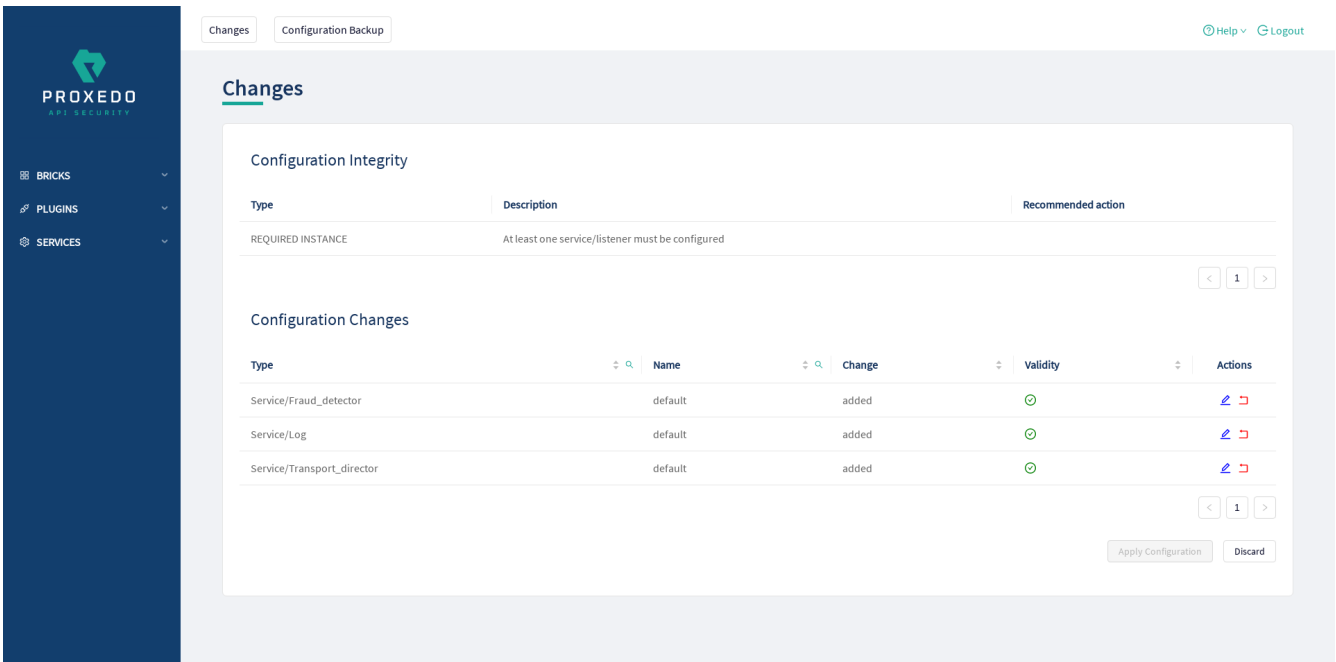 Changes Configuration Backup Help Logout
PROXEDO
API SECURITY
BRICKS
PLUGINS
SERVICES
Changes
Configuration Integrity
Type Description Recommended action
REQUIRED INSTANCE At least one service/listener must be configured
< 1 >
Configuration Changes
Type Name Change Validity Actions
Service/Fraud_detector default added
Service/Log default added
Service/Transport_director default added
< 1 >
Apply Configuration Discard